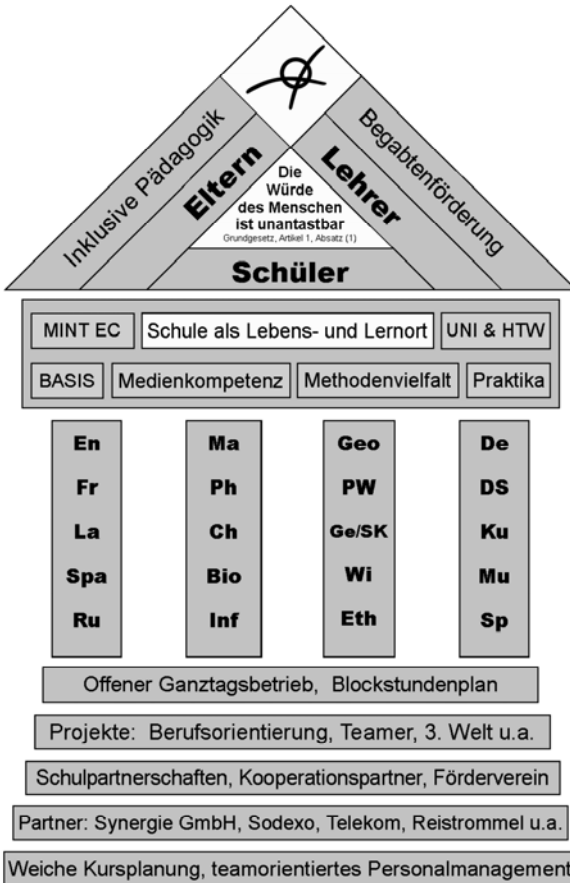 Inklusive Pädagogik
Eltern
Lehrer
Begabtenförderung
Die
Würde
des Menschen
ist unantastbar
Grundgesetz, Artikel 1, Absatz (1)
Schüler
MINT EC
Schule als Lebens- und Lernort
UNI & HTW
BASIS
Medienkompetenz
Methodenvielfalt
Praktika
En
Fr
La
Spa
Ru
Ma
Ph
Ch
Bio
Inf
Geo
PW
Ge/SK
Wi
Eth
De
DS
Ku
Mu
Sp
Offener Ganztagsbetrieb, Blockstundenplan
Projekte: Berufsorientierung, Teamer, 3. Welt u.a.
Schulpartnerschaften, Kooperationspartner, Förderverein
Partner: Synergie GmbH, Sodexo, Telekom, Reistrommel u.a.
Weiche Kursplanung, teamorientiertes Personalmanagement